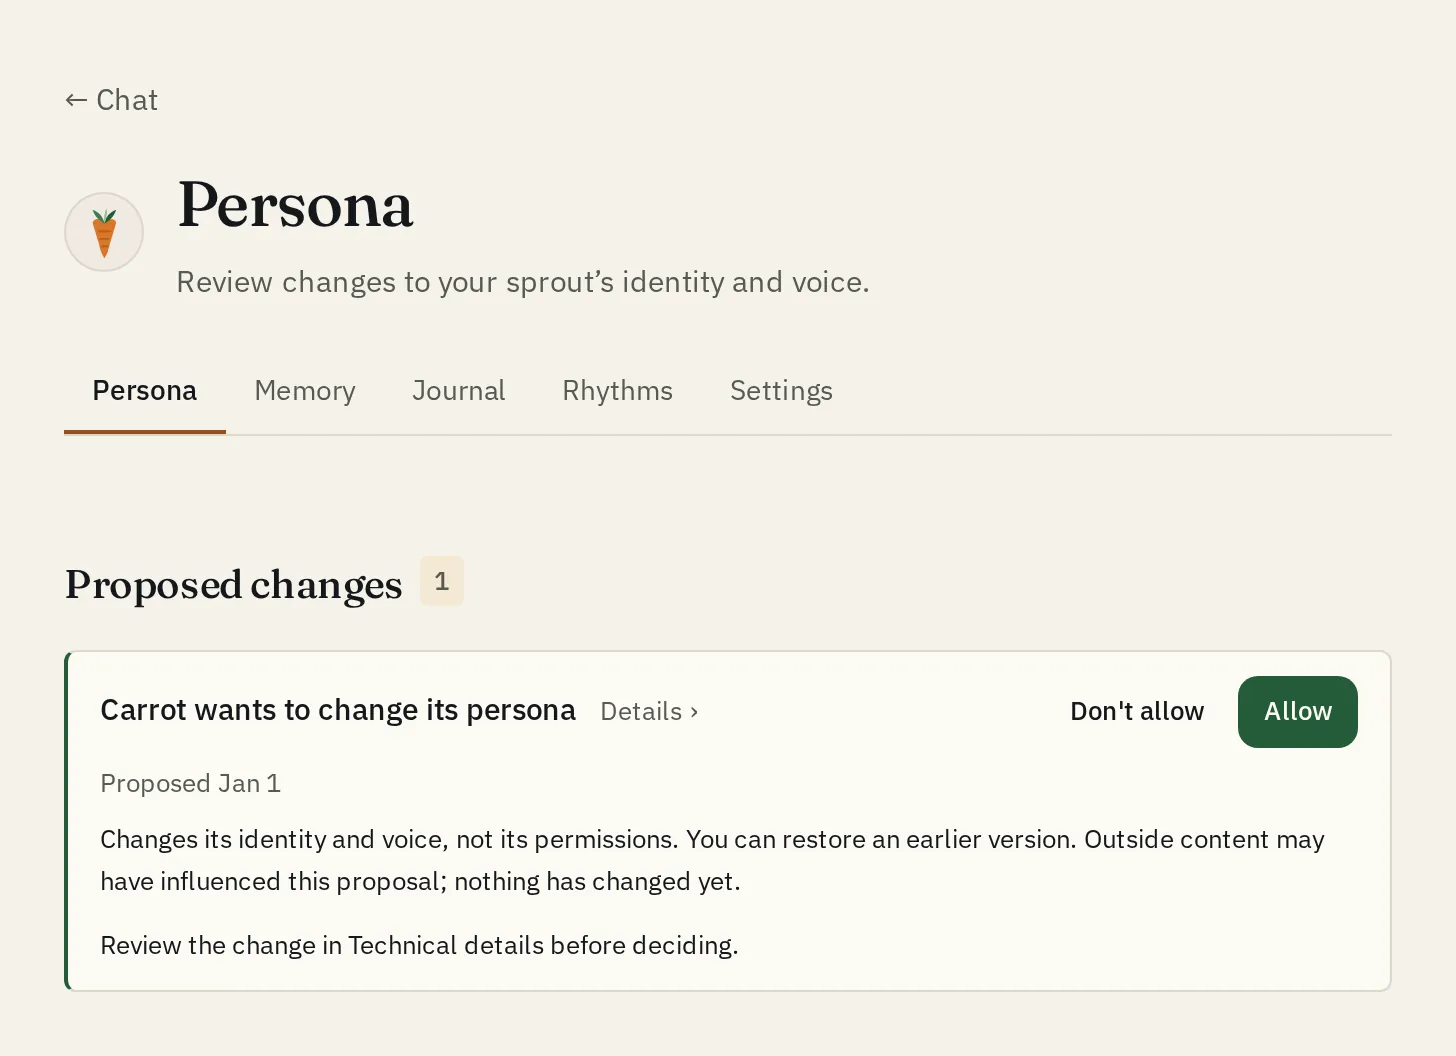 ← Chat
Persona
Review changes to your sprout’s identity and voice.
Persona Memory Journal Rhythms Settings
Proposed changes 1
Carrot wants to change its persona Details › Don't allow Allow
Proposed Jan 1
Changes its identity and voice, not its permissions. You can restore an earlier version. Outside content may
have influenced this proposal; nothing has changed yet.
Review the change in Technical details before deciding.